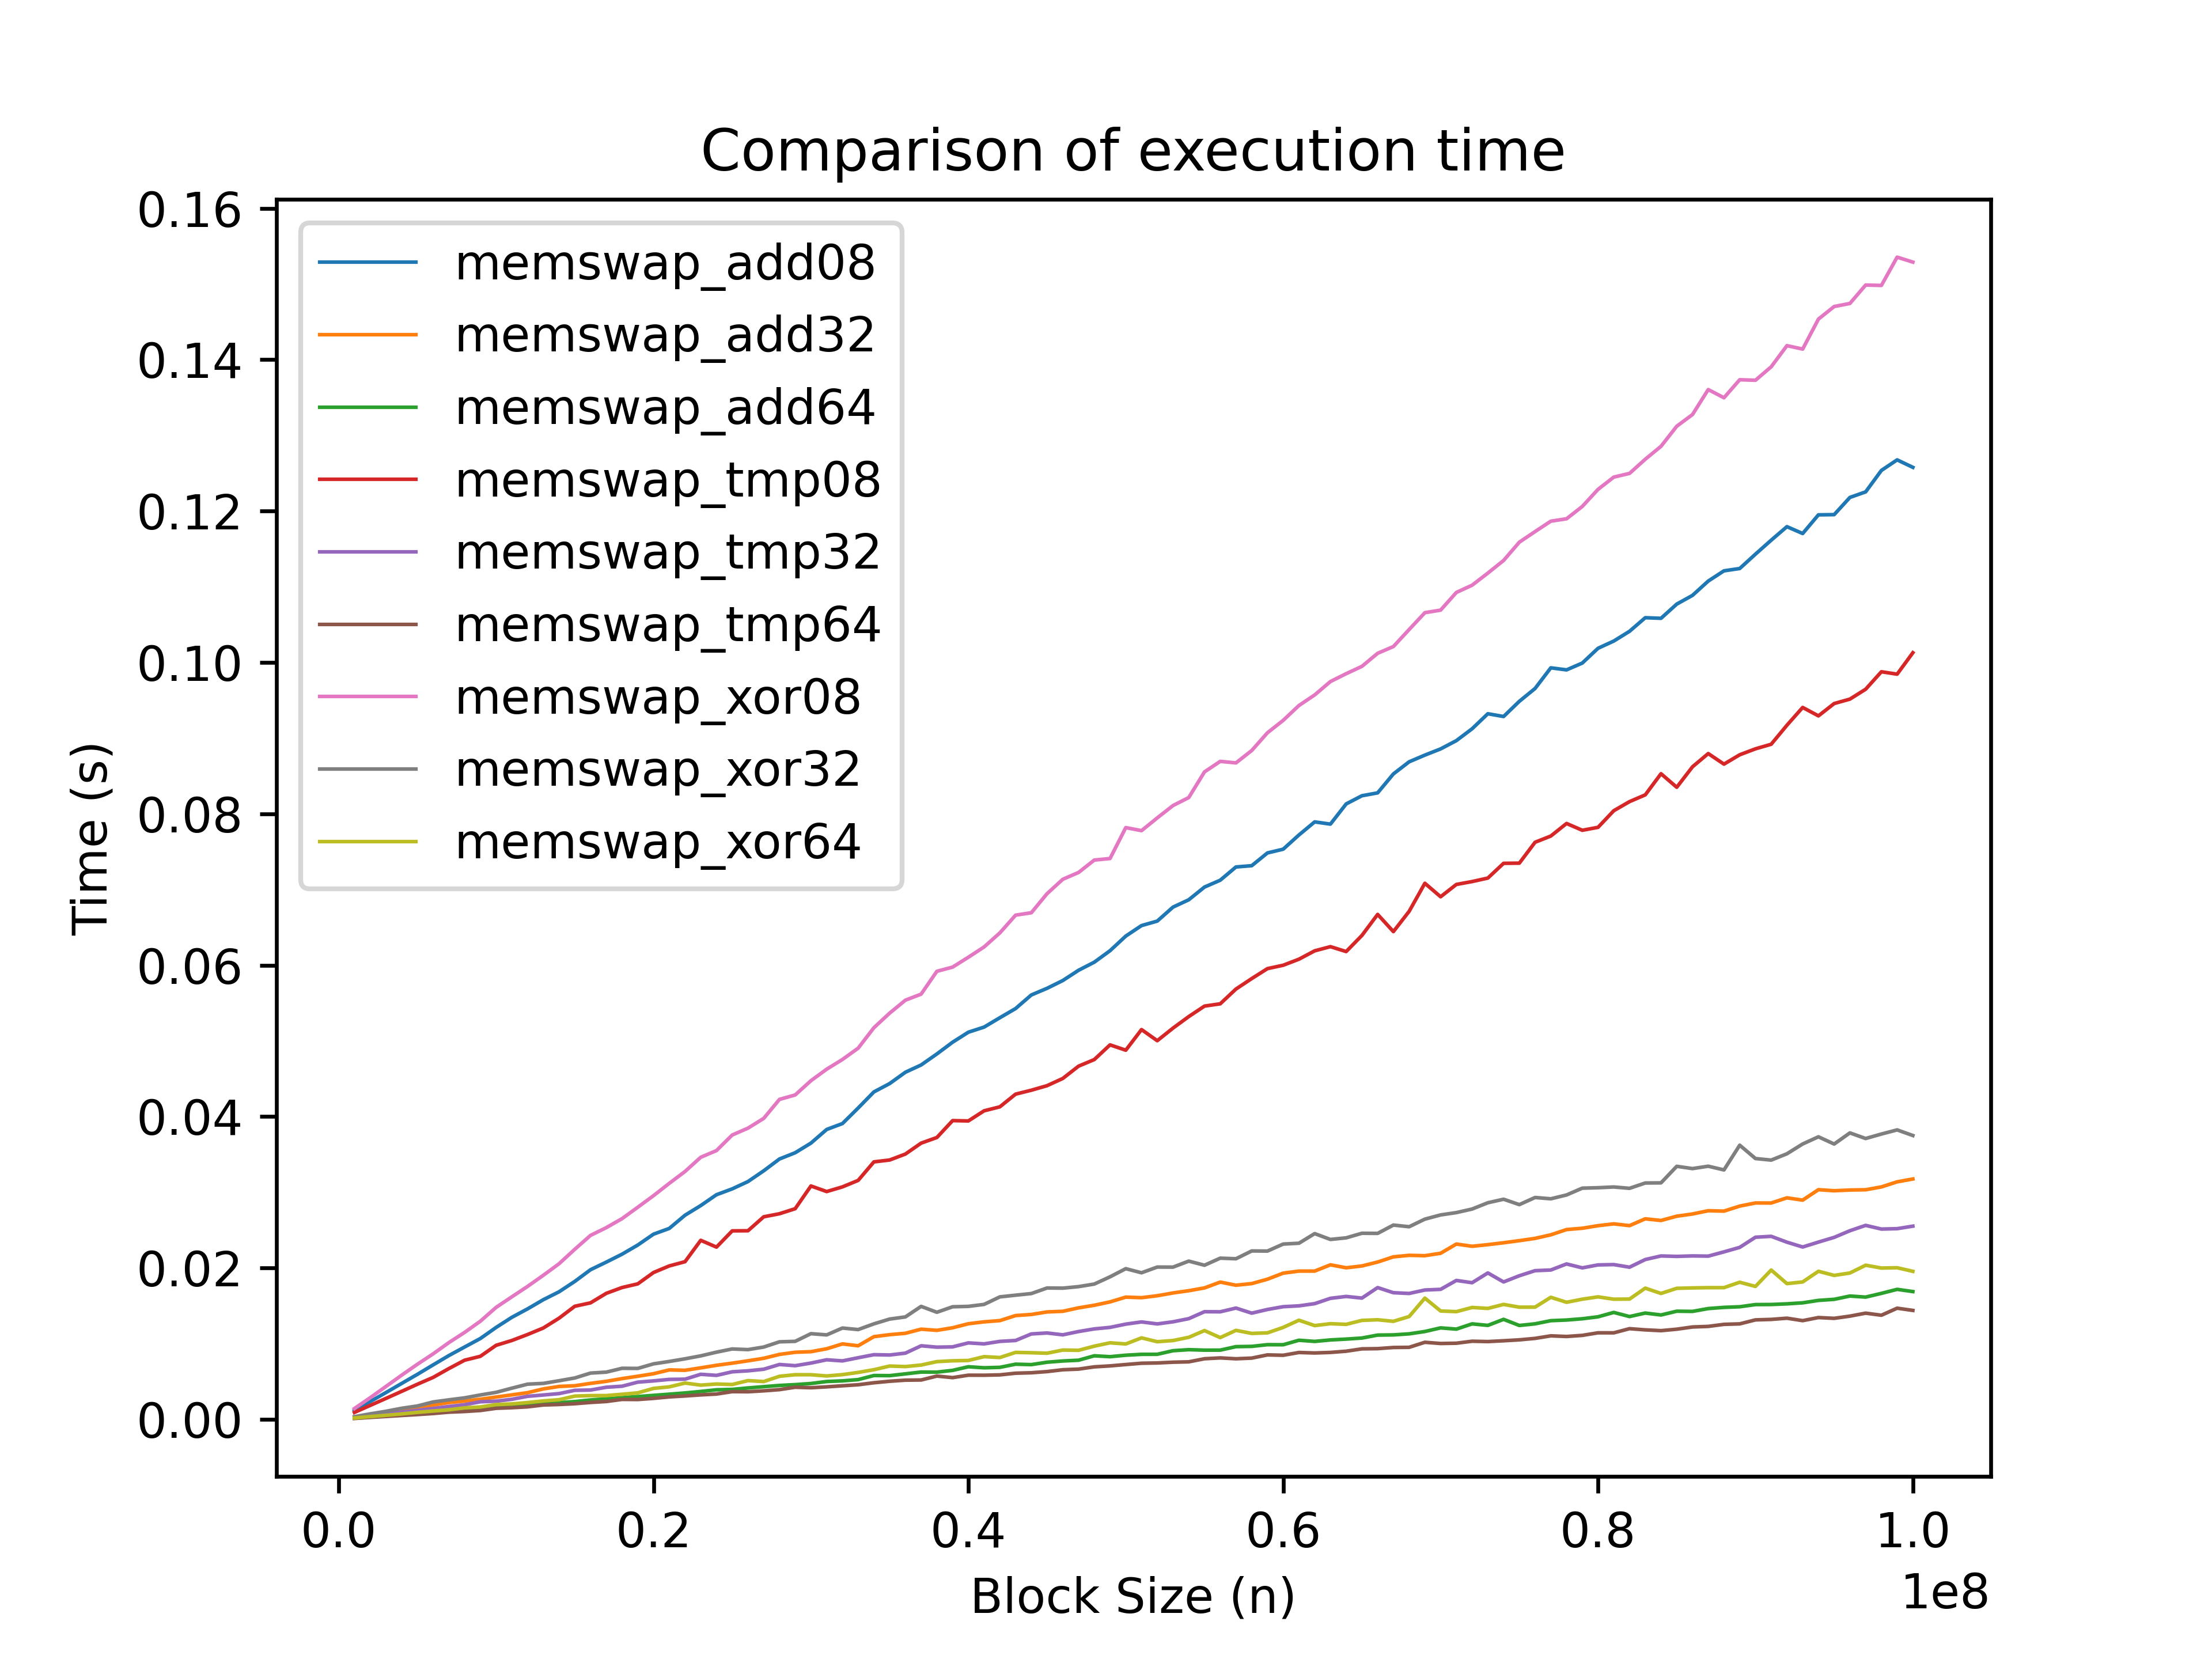 Comparison of execution time
0.16
0.14
0.12
0.10
0.08
0.06
0.04
0.02
0.00
Time (s)
memswap_add08
memswap_add32
memswap_add64
memswap_tmp08
memswap_tmp32
memswap_tmp64
memswap_xor08
memswap_xor32
memswap_xor64
0.0 0.2 0.4 0.6 0.8 1.0
1e8
Block Size (n)